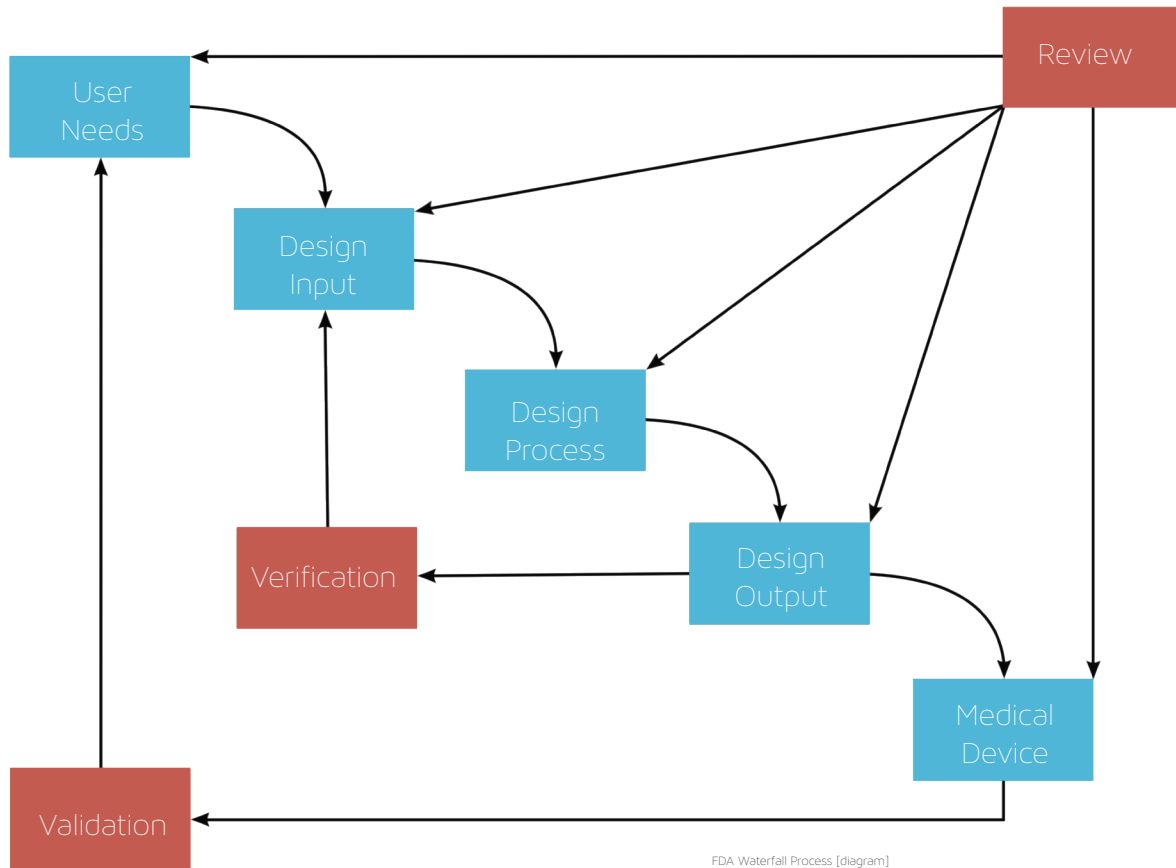 Review
User
Needs
Design
Input
Design
Process
Verification
Design
Output
Medical
Device
Validation
FDA Waterfall Process [diagram]